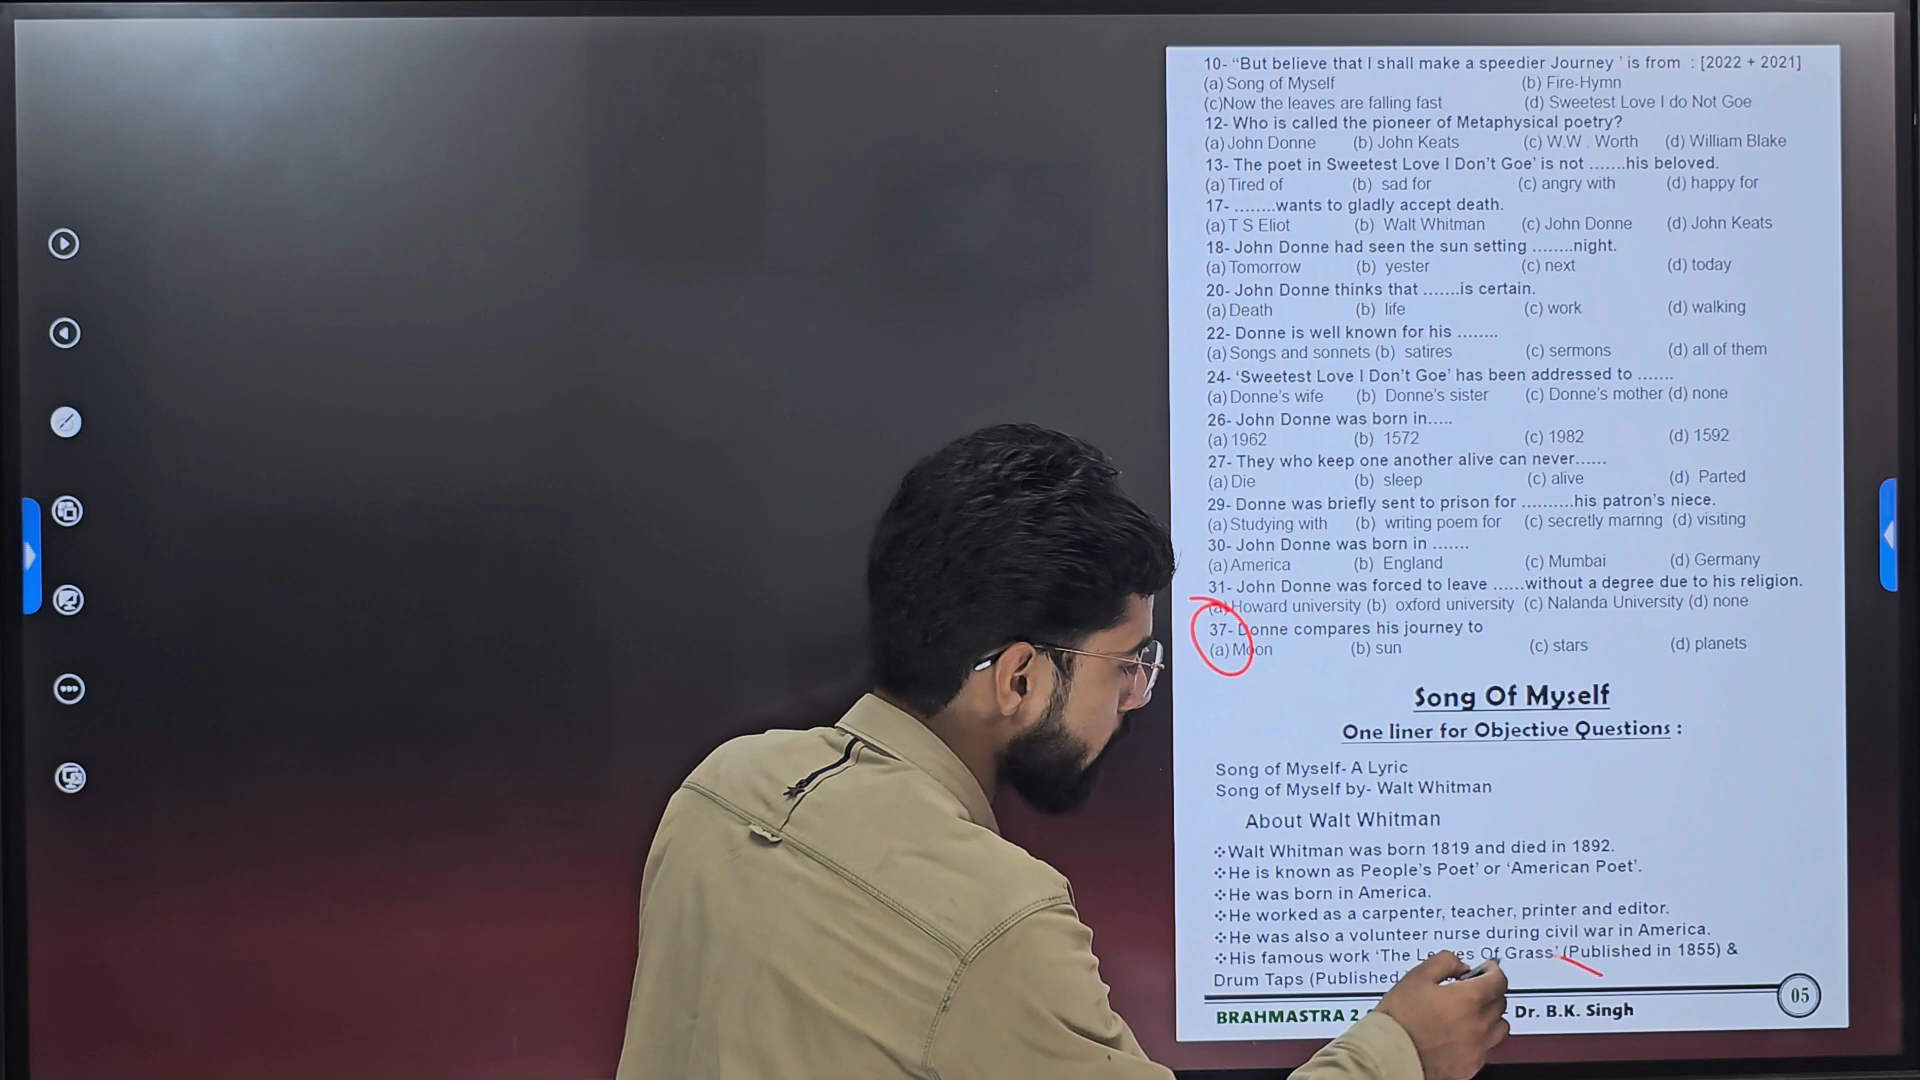 10- “But believe that I shall make a speedier Journey ’ is from : [2022 + 2021]
(a) Song of Myself (b) Fire-Hymn
(c)Now the leaves are falling fast (d) Sweetest Love I do Not Goe
12- Who is called the pioneer of Metaphysical poetry?
(a) John Donne (b) John Keats (c) W.W . Worth (d) William Blake
13- The poet in Sweetest Love I Don’t Goe’ is not .......his beloved.
(a) Tired of (b) sad for (c) angry with (d) happy for
17- ........wants to gladly accept death.
(a) T S Eliot (b) Walt Whitman (c) John Donne (d) John Keats
18- John Donne had seen the sun setting ........night.
(a) Tomorrow (b) yester (c) next (d) today
20- John Donne thinks that .......is certain.
(a) Death (b) life (c) work (d) walking
22- Donne is well known for his ........
(a) Songs and sonnets (b) satires (c) sermons (d) all of them
24- ‘Sweetest Love I Don’t Goe’ has been addressed to .......
(a) Donne’s wife (b) Donne’s sister (c) Donne’s mother (d) none
26- John Donne was born in.....
(a) 1962 (b) 1572 (c) 1982 (d) 1592
27- They who keep one another alive can never......
(a) Die (b) sleep (c) alive (d) Parted
29- Donne was briefly sent to prison for ..........his patron’s niece.
(a) Studying with (b) writing poem for (c) secretly marring (d) visiting
30- John Donne was born in .......
(a) America (b) England (c) Mumbai (d) Germany
31- John Donne was forced to leave ......without a degree due to his religion.
(a) Howard university (b) oxford university (c) Nalanda University (d) none
37- Donne compares his journey to
(a) Moon (b) sun (c) stars (d) planets
Song Of Myself
One liner for Objective Questions :
Song of Myself- A Lyric
Song of Myself by- Walt Whitman
About Walt Whitman
❖Walt Whitman was born 1819 and died in 1892.
❖He is known as People’s Poet’ or ‘American Poet’.
❖He was born in America.
❖He worked as a carpenter, teacher, printer and editor.
❖He was also a volunteer nurse during civil war in America.
❖His famous work ‘The Leaves Of Grass’ (Published in 1855) &
Drum Taps (Published
BRAHMASTRA 2 Dr. B.K. Singh
05